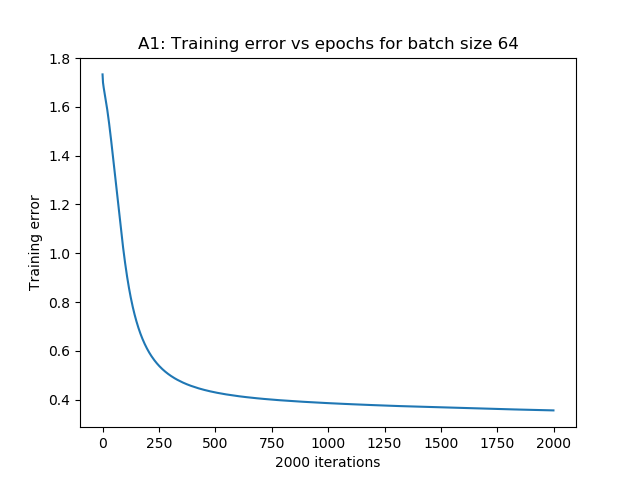 A1: Training error vs epochs for batch size 64
Training error
1.8
1.6
1.4
1.2
1.0
0.8
0.6
0.4
0 250 500 750 1000 1250 1500 1750 2000
2000 iterations